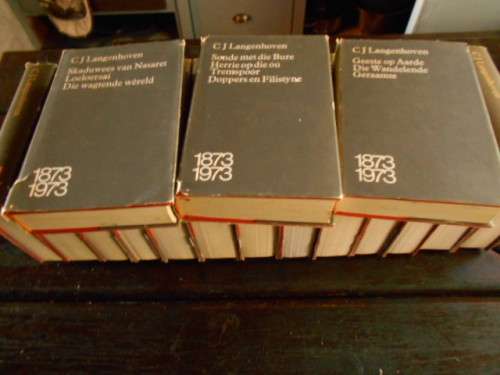 C J Langenhoven
Skaduwees van Nasaret
Loeloeraai
Die wagtende wêreld
1873
1973
C J Langenhoven
Sonde met die Bure
Herrie op die ou
Tremspoor
Doppers en Filistyne
1873
1973
C J Langenhoven
Geeste op Aarde
Die Wandelende
Geraamte
1873
1973